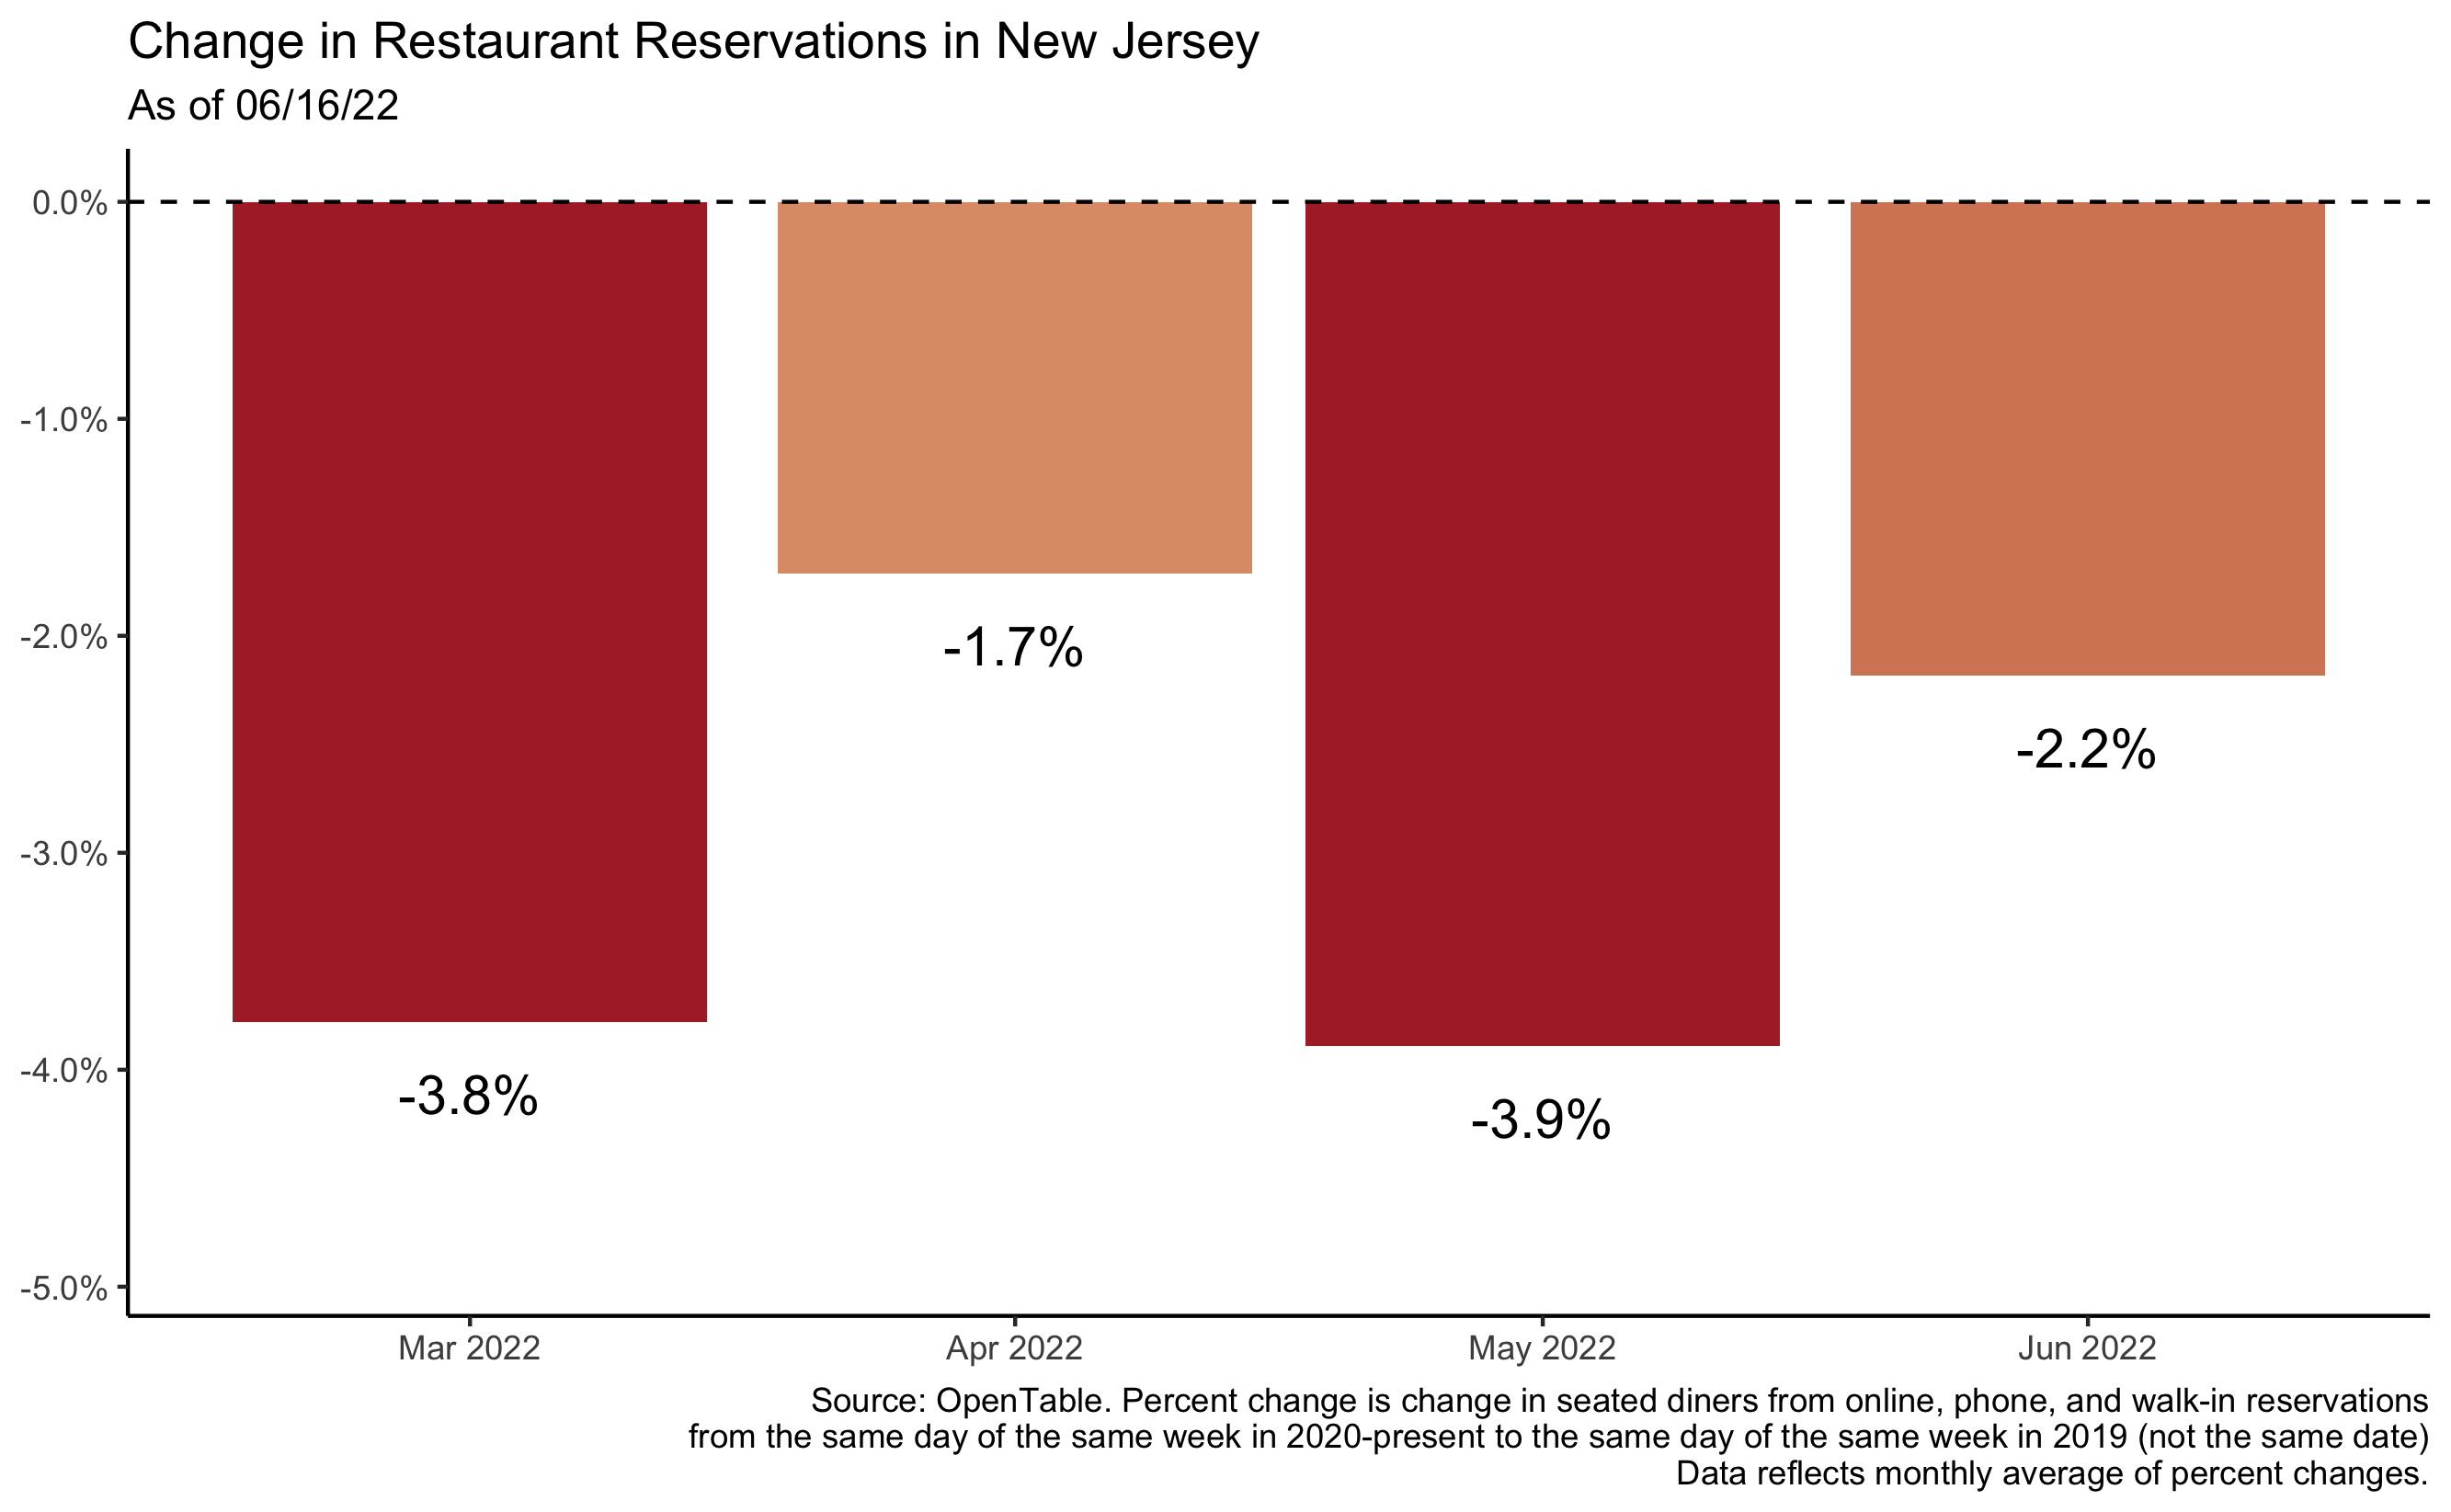 Change in Restaurant Reservations in New Jersey
As of 06/16/22
0.0%
-1.0%
-2.0%
-3.0%
-4.0%
-5.0%
-3.8%
-1.7%
-3.9%
-2.2%
Mar 2022
Apr 2022
May 2022
Jun 2022
Source: OpenTable. Percent change is change in seated diners from online, phone, and walk-in reservations
from the same day of the same week in 2020-present to the same day of the same week in 2019 (not the same date)
Data reflects monthly average of percent changes.